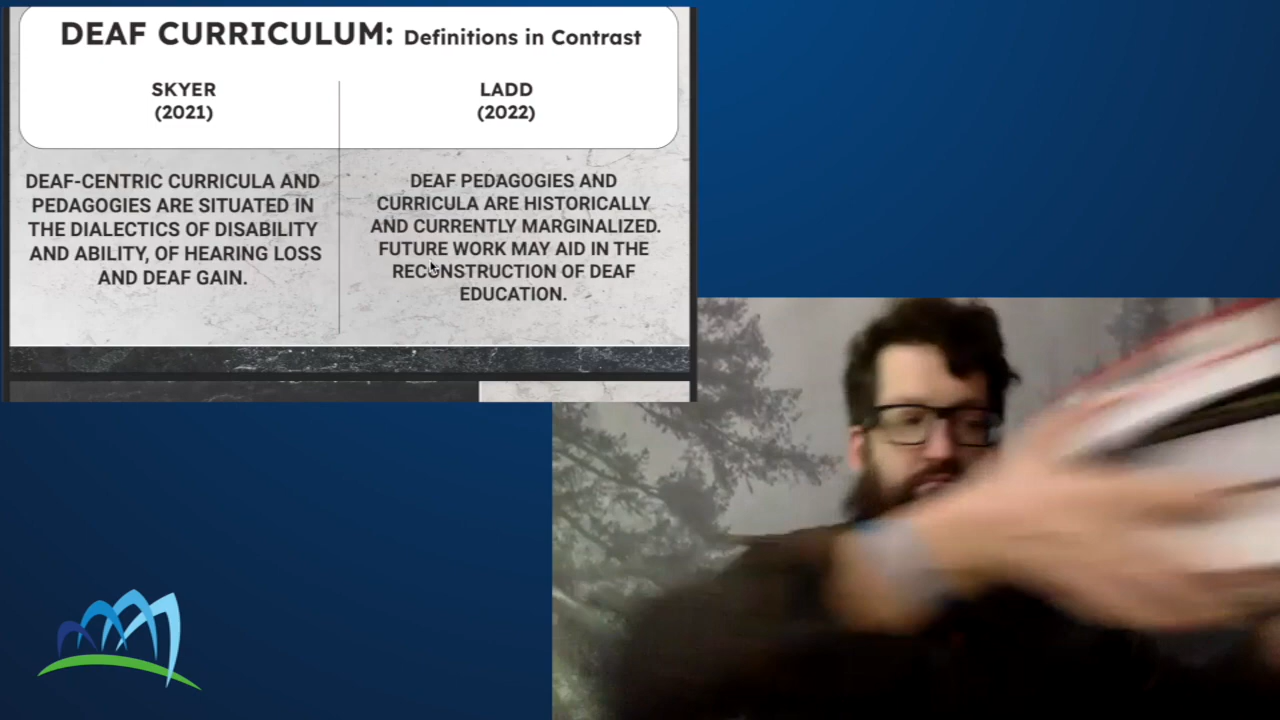 DEAF CURRICULUM: Definitions in Contrast
SKYER
(2021)
LADD
(2022)
DEAF-CENTRIC CURRICULA AND
PEDAGOGIES ARE SITUATED IN
THE DIALECTICS OF DISABILITY
AND ABILITY, OF HEARING LOSS
AND DEAF GAIN.
DEAF PEDAGOGIES AND
CURRICULA ARE HISTORICALLY
AND CURRENTLY MARGINALIZED.
FUTURE WORK MAY AID IN THE
RECONSTRUCTION OF DEAF
EDUCATION.